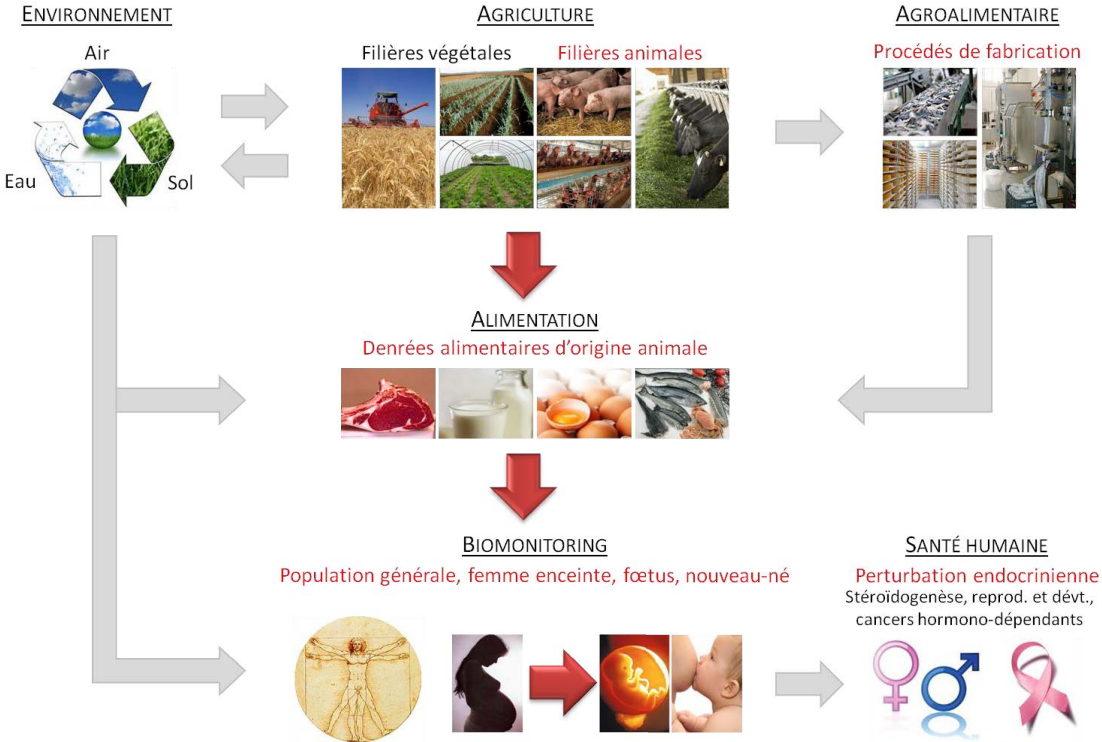 ENVIRONNEMENT
Air
Eau
Sol
AGRICULTURE
Filières végétales
Filières animales
AGROALIMENTAIRE
Procédés de fabrication
ALIMENTATION
Denrées alimentaires d'origine animale
BIOMONITORING
Population générale, femme enceinte, fœtus, nouveau-né
SANTÉ HUMAINE
Perturbation endocrinienne
Stéroïdogenèse, reprod. et dévt.,
cancers hormono-dépendants